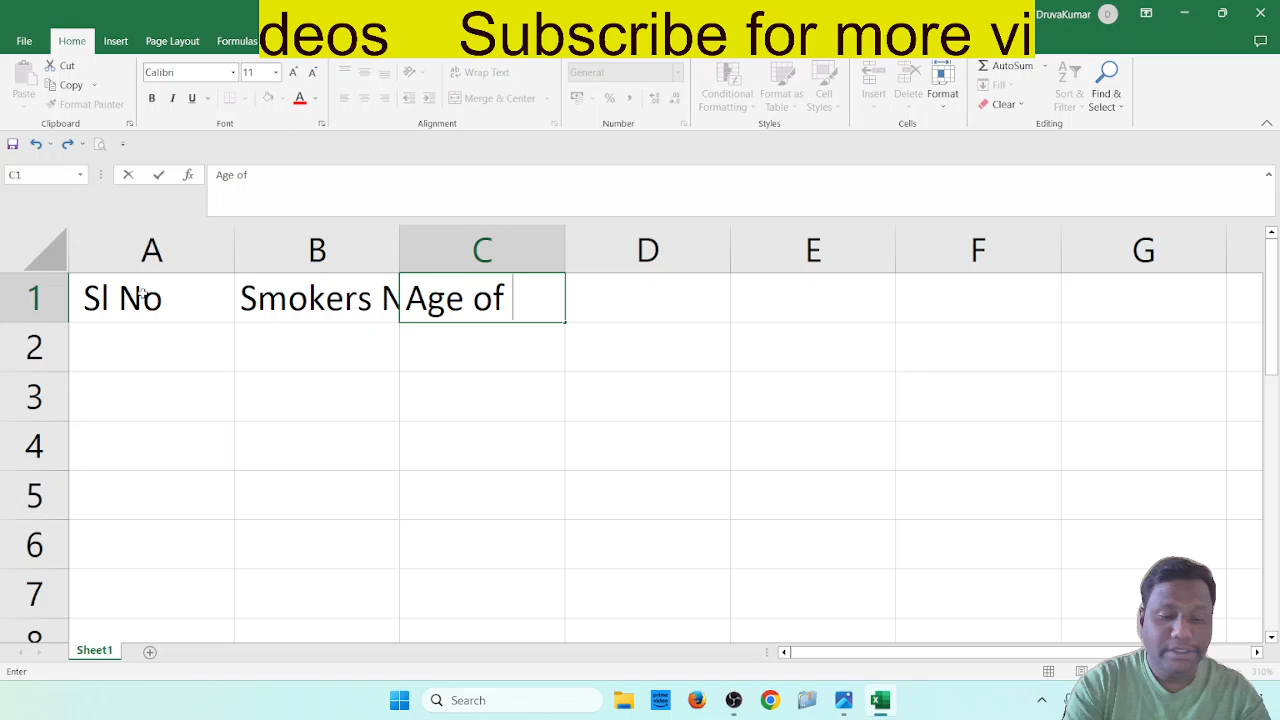 deos Subscribe for more vi
DruvaKumar D
File Home Insert Page Layout Formulas
Paste Cut Copy Format Painter
Calibri 11 A A
B I U A
Wrap Text
Merge & Center
General
% ,
Conditional Formatting Format as Table Cell Styles
Insert Delete Format
AutoSum Fill Clear
Sort & Filter Find & Select
Clipboard Font Alignment Number Styles Cells Editing
C1 fx Age of
A B C D E F G
1 Sl No Smokers N Age of
2
3
4
5
6
7
8
Sheet1
Enter 310%
Search